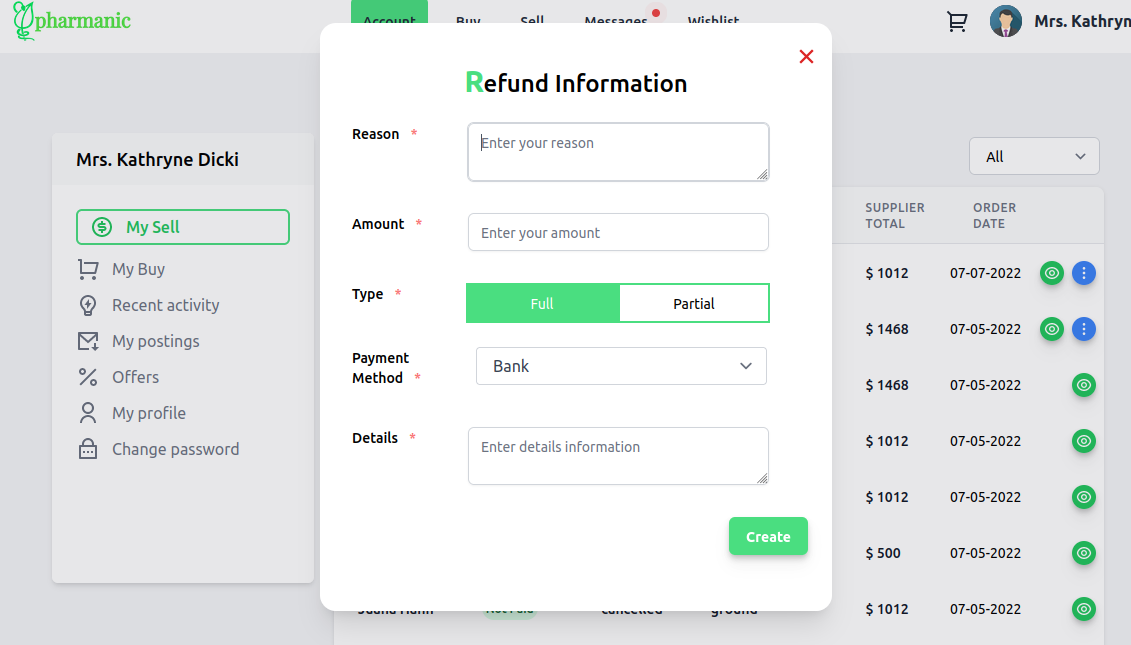 pharmanic
Account Buy Sell Messages Wishlist
Mrs. Kathryn
Refund Information
Reason *
Enter your reason
Amount *
Enter your amount
Type *
Full Partial
Payment
Method *
Bank
Details *
Enter details information
Create
Mrs. Kathryne Dicki
My Sell
My Buy
Recent activity
My postings
Offers
My profile
Change password
All
SUPPLIER
TOTAL
ORDER
DATE
$ 1012 07-07-2022
$ 1468 07-05-2022
$ 1468 07-05-2022
$ 1012 07-05-2022
$ 1012 07-05-2022
$ 500 07-05-2022
Not Paid cancelled ground $ 1012 07-05-2022